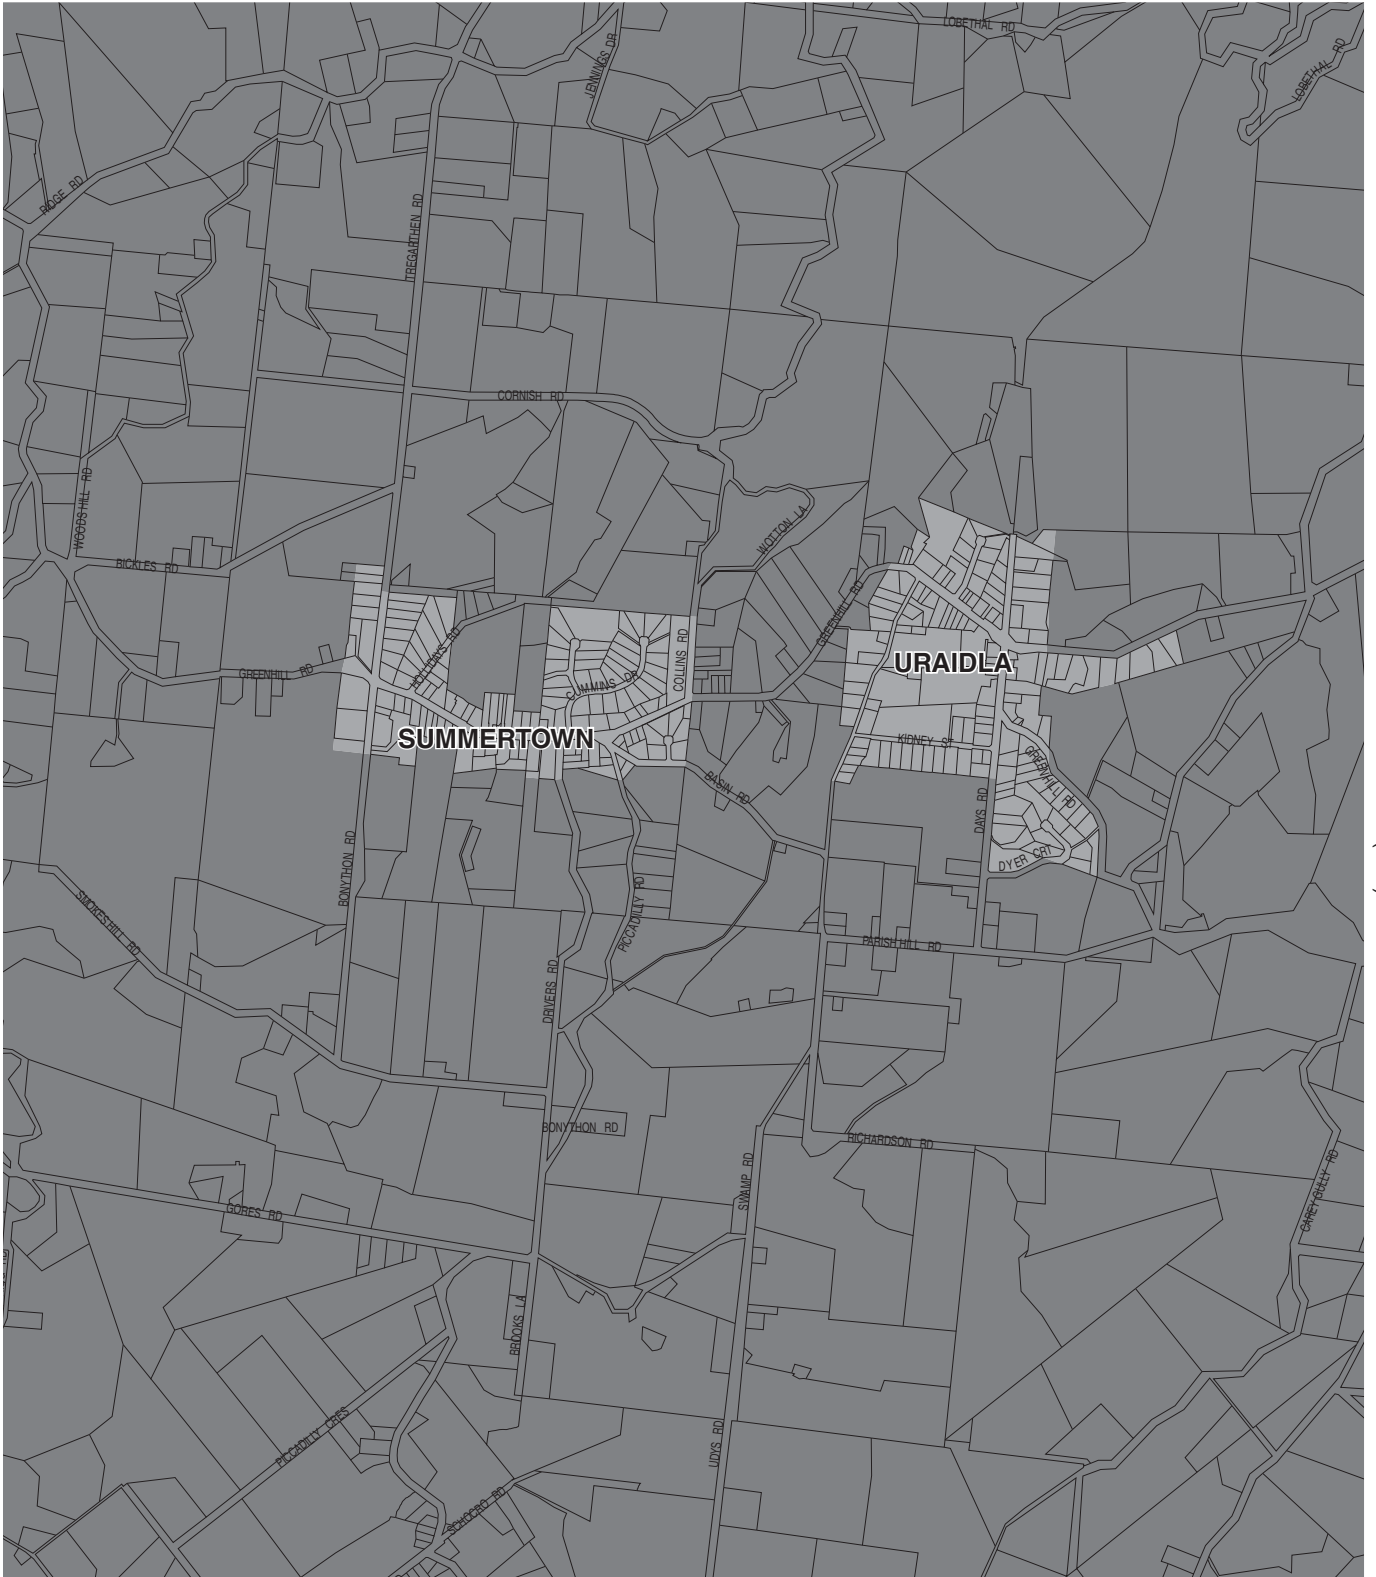 LOBETHAL RD
JENNINGS DR
LOBETHAL RD
RIDGE RD
TREGARTHEN RD
CORNISH RD
WOODS HILL RD
WOTTON LA
BICKLES RD
GREENHILL RD
HOLLIDAYS RD
COLLINS RD
GREENHILL RD
URAIDLA
CUMMINS DR
SUMMERTOWN
KIDNEY ST
GREENHILL RD
BASIN RD
DAYS RD
DYER CRT
BONYTHON RD
SMOKES HILL RD
PICCADILLY RD
PARISH HILL RD
DRIVERS RD
BONYTHON RD
RICHARDSON RD
SWAMP RD
CAREY GULLY RD
GORES RD
BROOKS LA
PICCADILLY CRES
UDYS RD
SCHOCRO RD